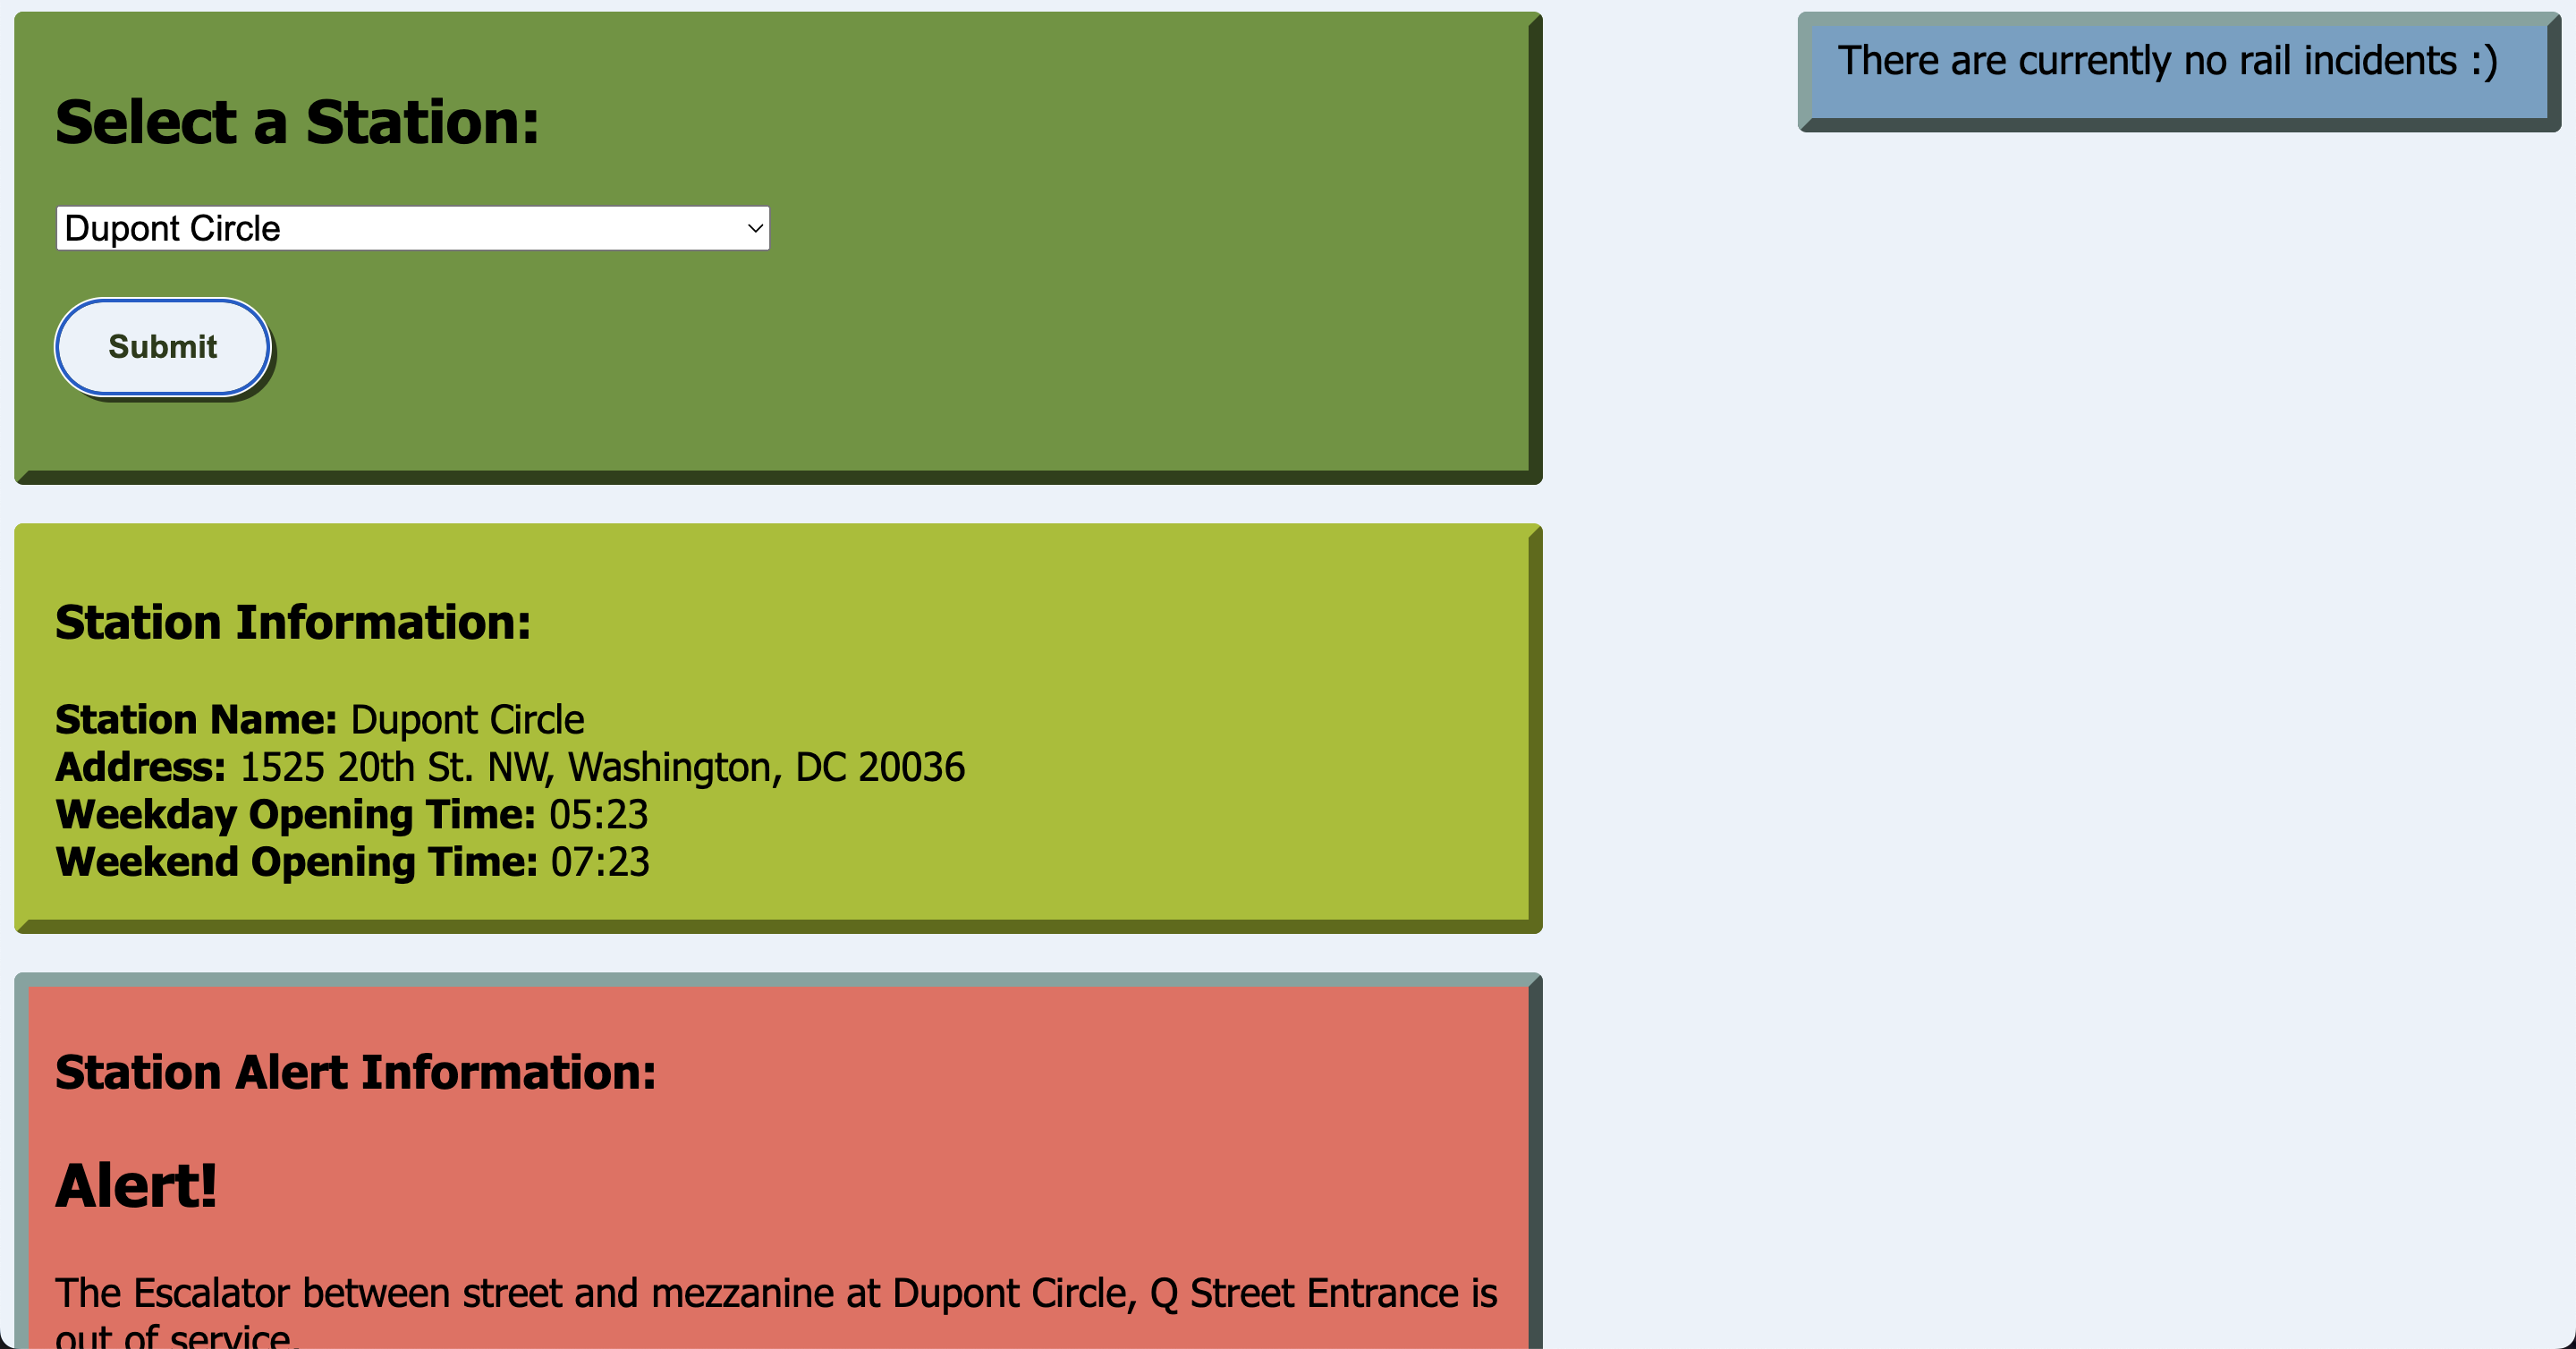 Select a Station:
Dupont Circle
Submit
Station Information:
Station Name: Dupont Circle
Address: 1525 20th St. NW, Washington, DC 20036
Weekday Opening Time: 05:23
Weekend Opening Time: 07:23
Station Alert Information:
Alert!
The Escalator between street and mezzanine at Dupont Circle, Q Street Entrance is
out of service.
There are currently no rail incidents :)